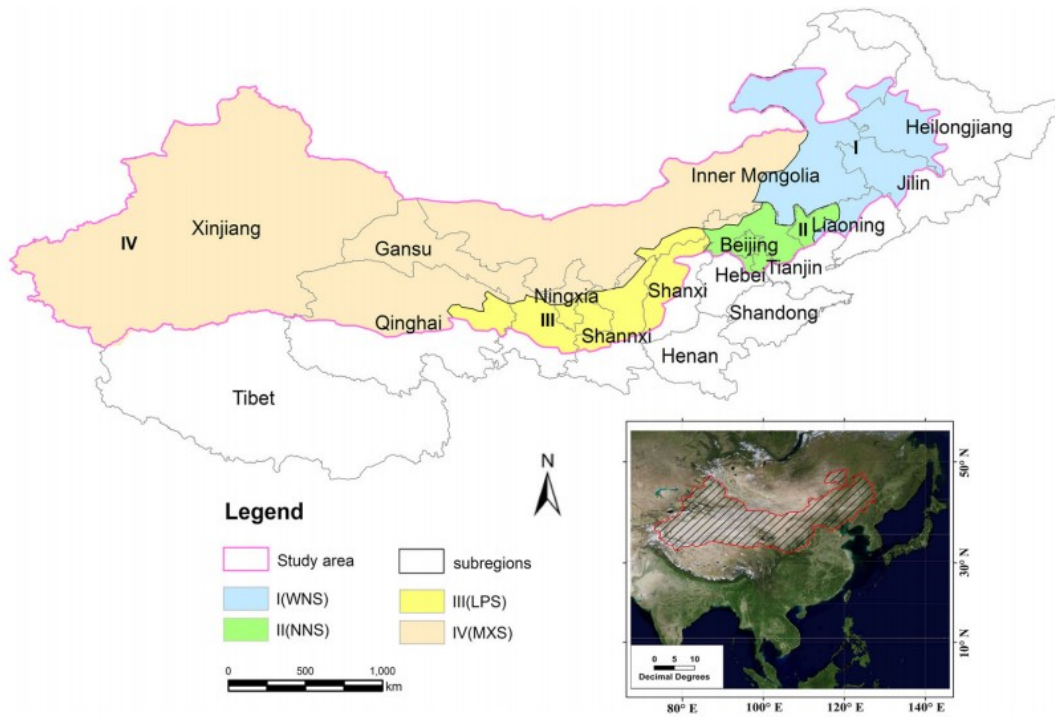 Heilongjiang
I
Inner Mongolia
Jilin
Xinjiang
IV
II
Liaoning
Beijing
Gansu
Tianjin
Hebei
Ningxia
Shanxi
Shandong
Qinghai
III
Shannxi
Henan
Tibet
N
Legend
Study area
subregions
I(WNS)
III(LPS)
II(NNS)
IV(MXS)
0 500 1,000
km
50°N
30°N
10°N
0 5 10
Decimal Degrees
80° E 100° E 120° E 140° E